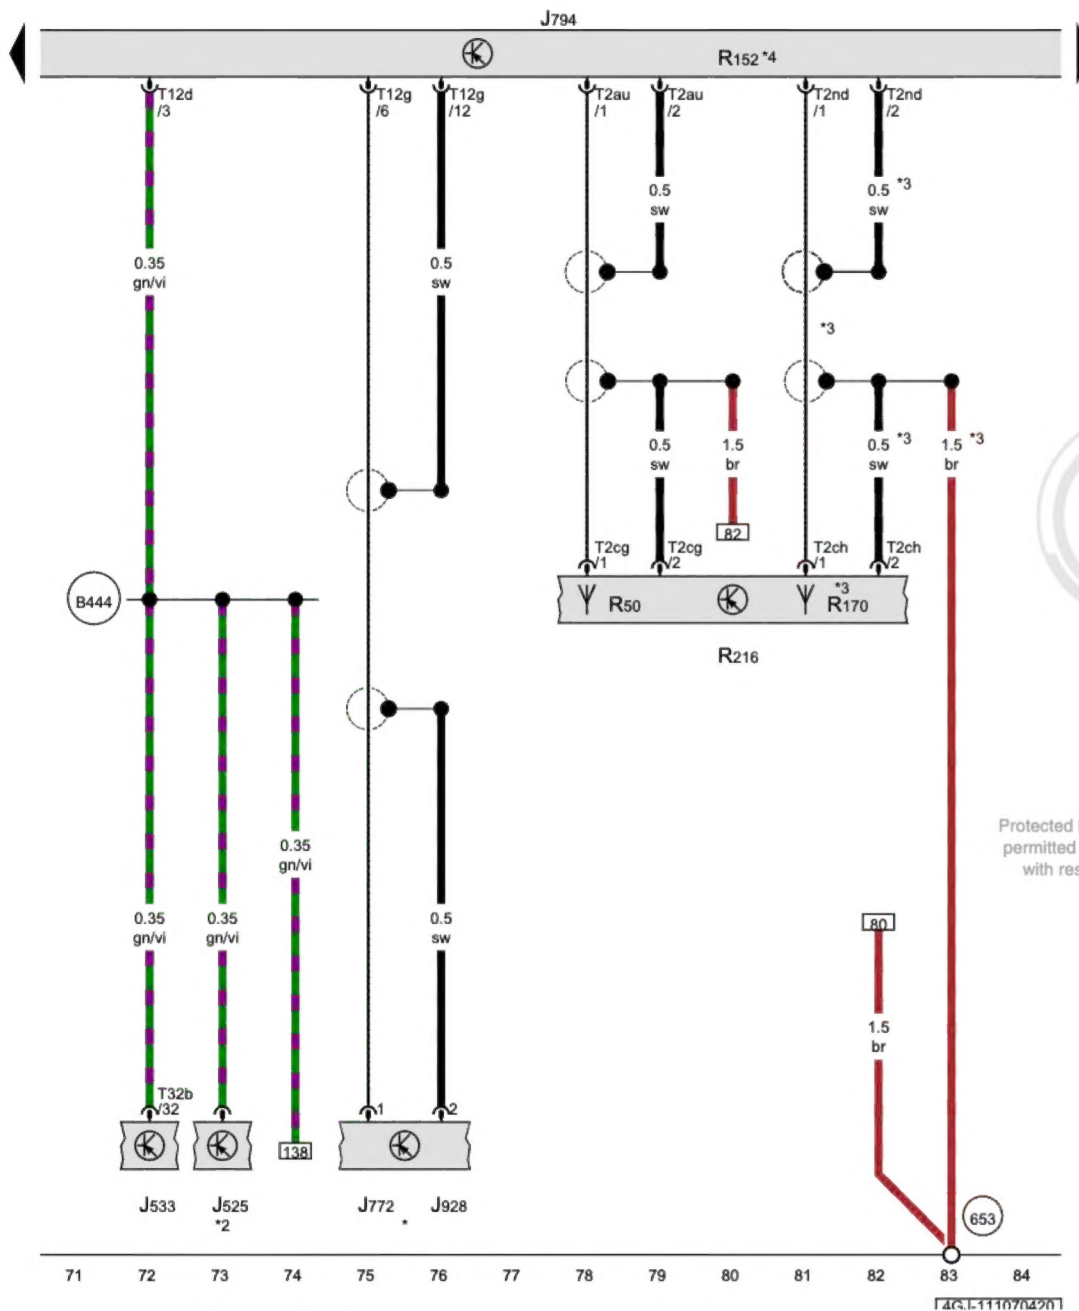 J794
R152 *4
T12d
/3
T12g
/6
T12g
/12
T2au
/1
T2au
/2
T2nd
/1
T2nd
/2
0.5
sw
0.5 *3
sw
0.35
gn/vi
0.5
sw
*3
0.5
sw
1.5
br
0.5 *3
sw
1.5 *3
br
82
T2cg
/1
T2cg
/2
T2ch
/1
T2ch
/2
B444
R50
*3
R170
R216
Protected
permitted
with
0.35
gn/vi
0.35
gn/vi
0.35
gn/vi
0.5
sw
80
1.5
br
T32b
/32
1
2
138
J533
J525
*2
J772
*
J928
653
71 72 73 74 75 76 77 78 79 80 81 82 83 84
4GJ-111070420